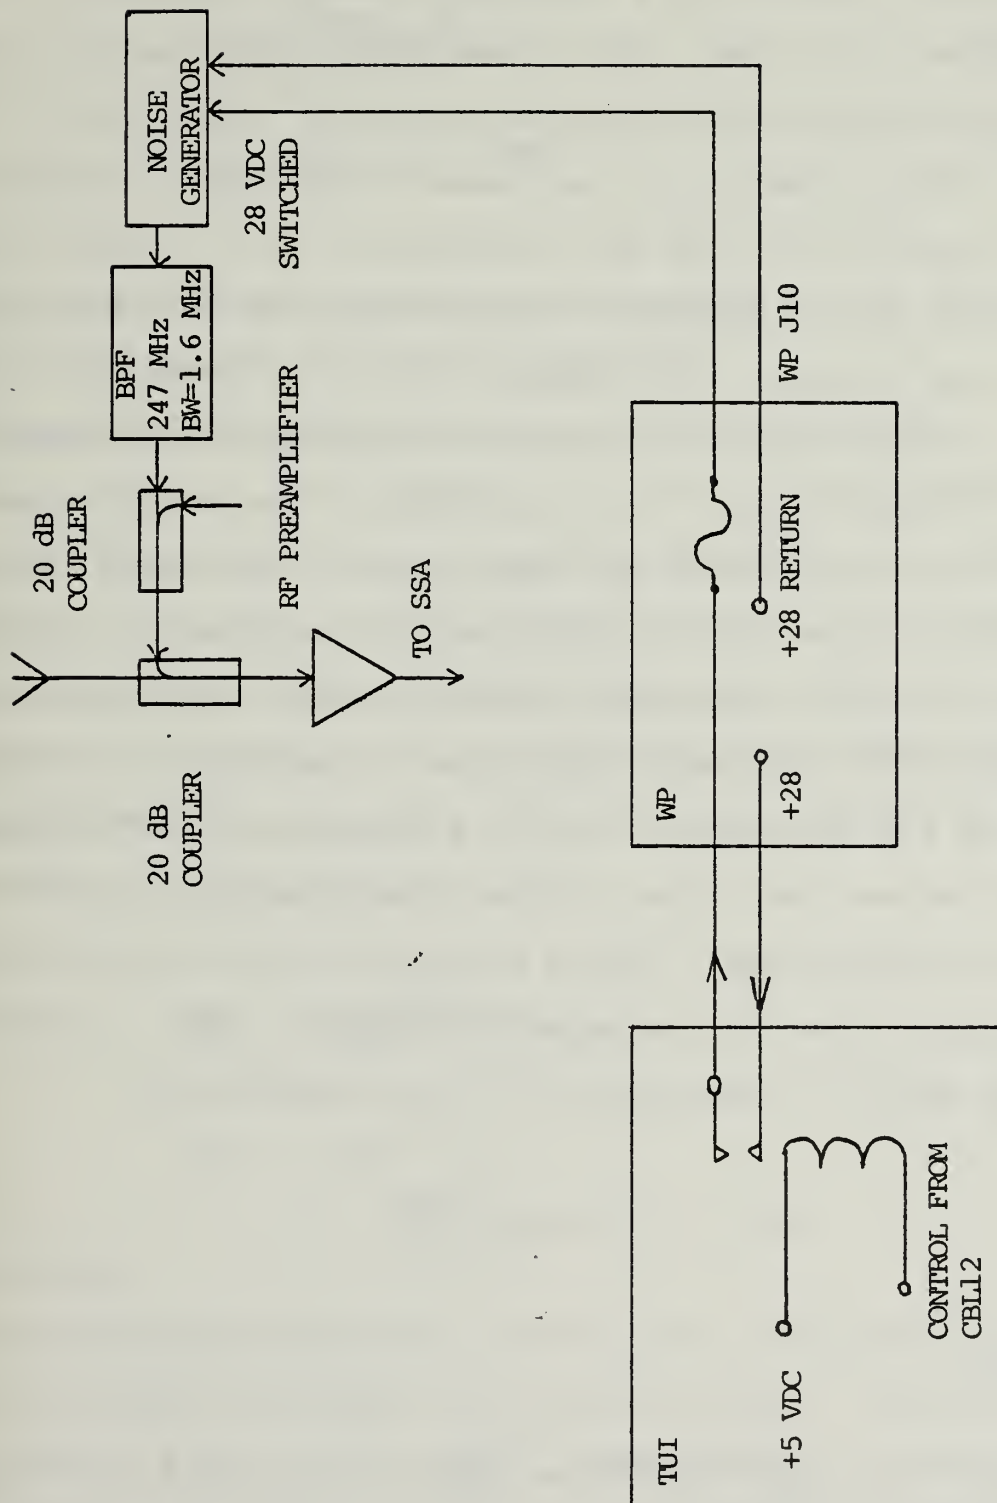 20 dB
COUPLER
20 dB
COUPLER
BPF
247 MHz
BW=1.6 MHz
NOISE
GENERATOR
28 VDC
SWITCHED
RF PREAMPLIFIER
TO SSA
TUI
+5 VDC
CONTROL FROM
CBL12
WP
+28
+28 RETURN
WP J10